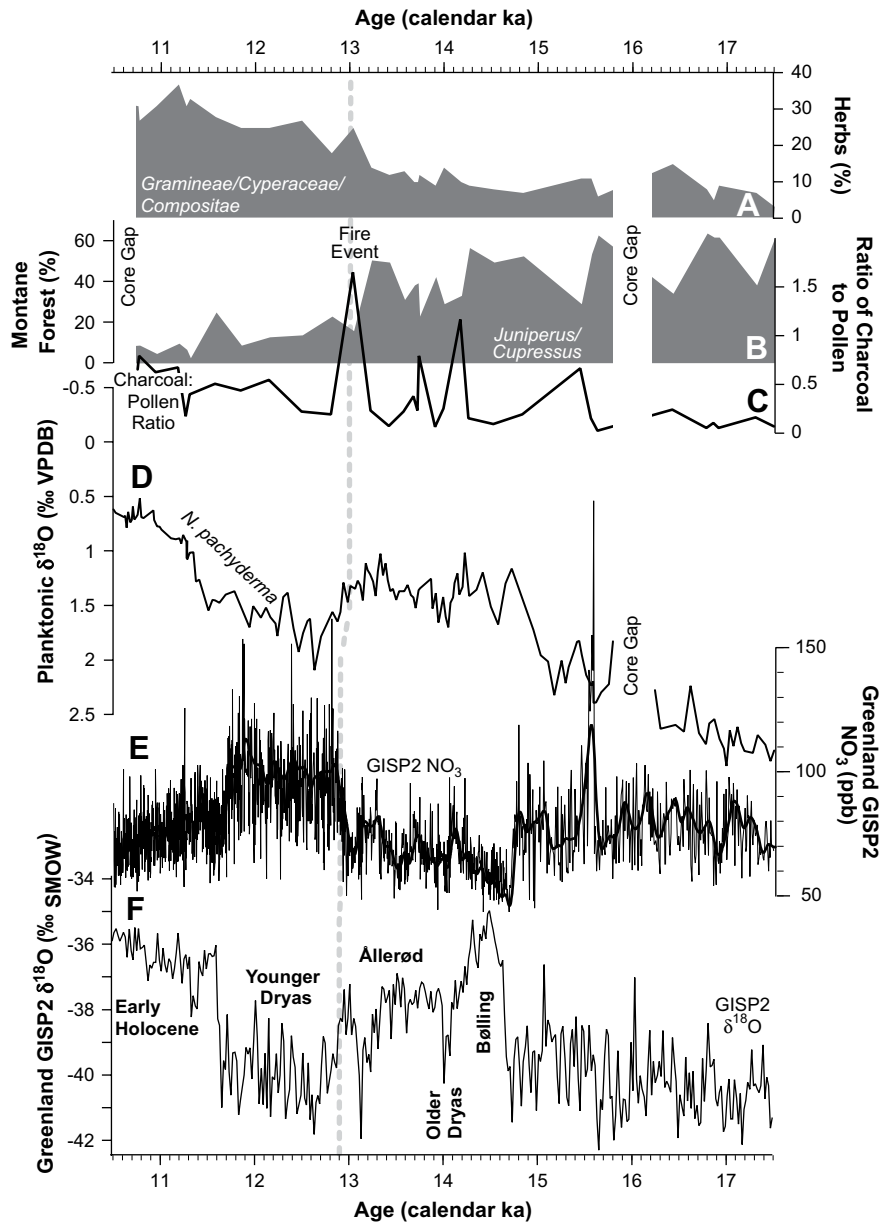 Age (calendar ka)
11 12 13 14 15 16 17
40
30
20
10
0
Herbs (%)
Gramineae/Cyperaceae/
Compositae
A
Fire
Event
Core Gap
Core Gap
60
40
20
0
Montane
Forest (%)
Juniperus/
Cupressus
B
1.5
1
0.5
0
Ratio of Charcoal
to Pollen
Charcoal:
Pollen
Ratio
C
-0.5
0
0.5
1
1.5
2
2.5
Planktonic δ18O (‰ VPDB)
D
N. pachyderma
Core Gap
150
100
50
Greenland GISP2
NO3 (ppb)
E
GISP2 NO3
-34
-36
-38
-40
-42
Greenland GISP2 δ18O (‰ SMOW)
F
Early
Holocene
Younger
Dryas
Ållerød
Older
Dryas
Bølling
GISP2
δ18O
11 12 13 14 15 16 17
Age (calendar ka)